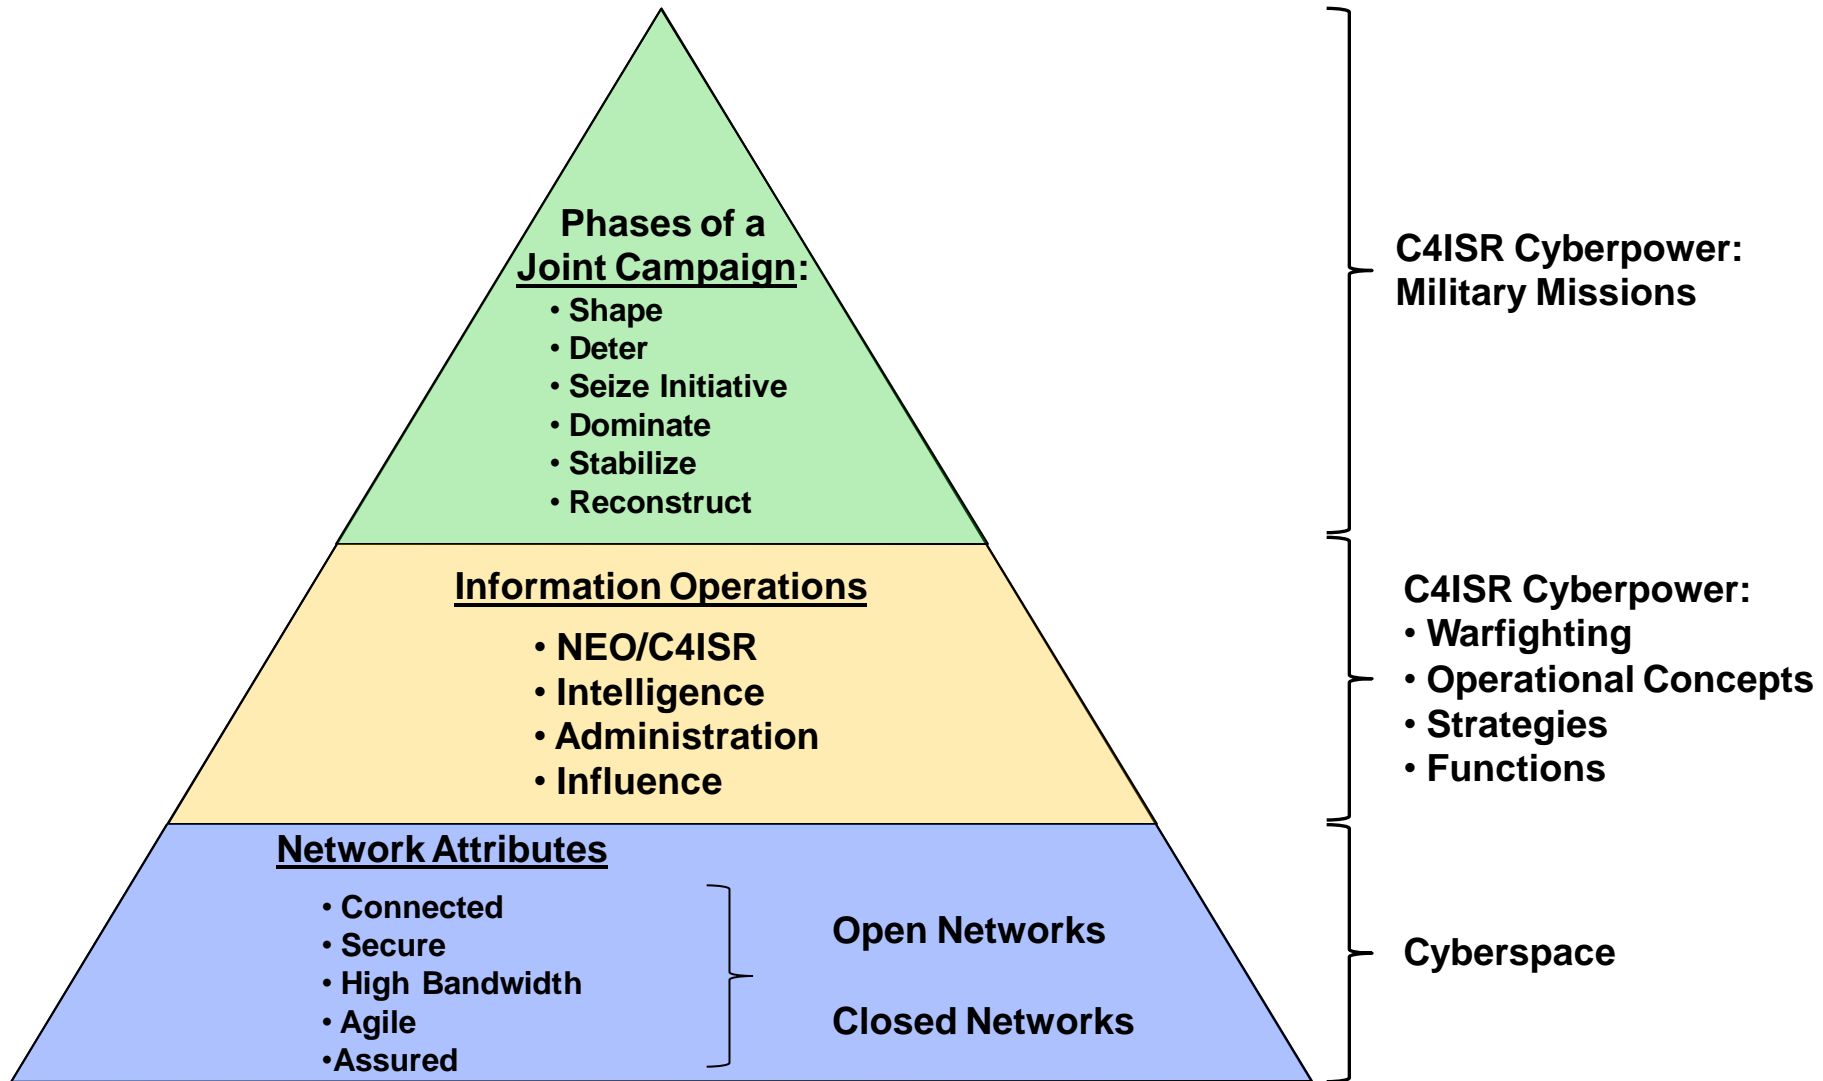 Phases of a
Joint Campaign:
• Shape
• Deter
• Seize Initiative
• Dominate
• Stabilize
• Reconstruct
C4ISR Cyberpower:
Military Missions
Information Operations
• NEO/C4ISR
• Intelligence
• Administration
• Influence
C4ISR Cyberpower:
• Warfighting
• Operational Concepts
• Strategies
• Functions
Network Attributes
• Connected
• Secure
• High Bandwidth
• Agile
•Assured
Open Networks
Closed Networks
Cyberspace